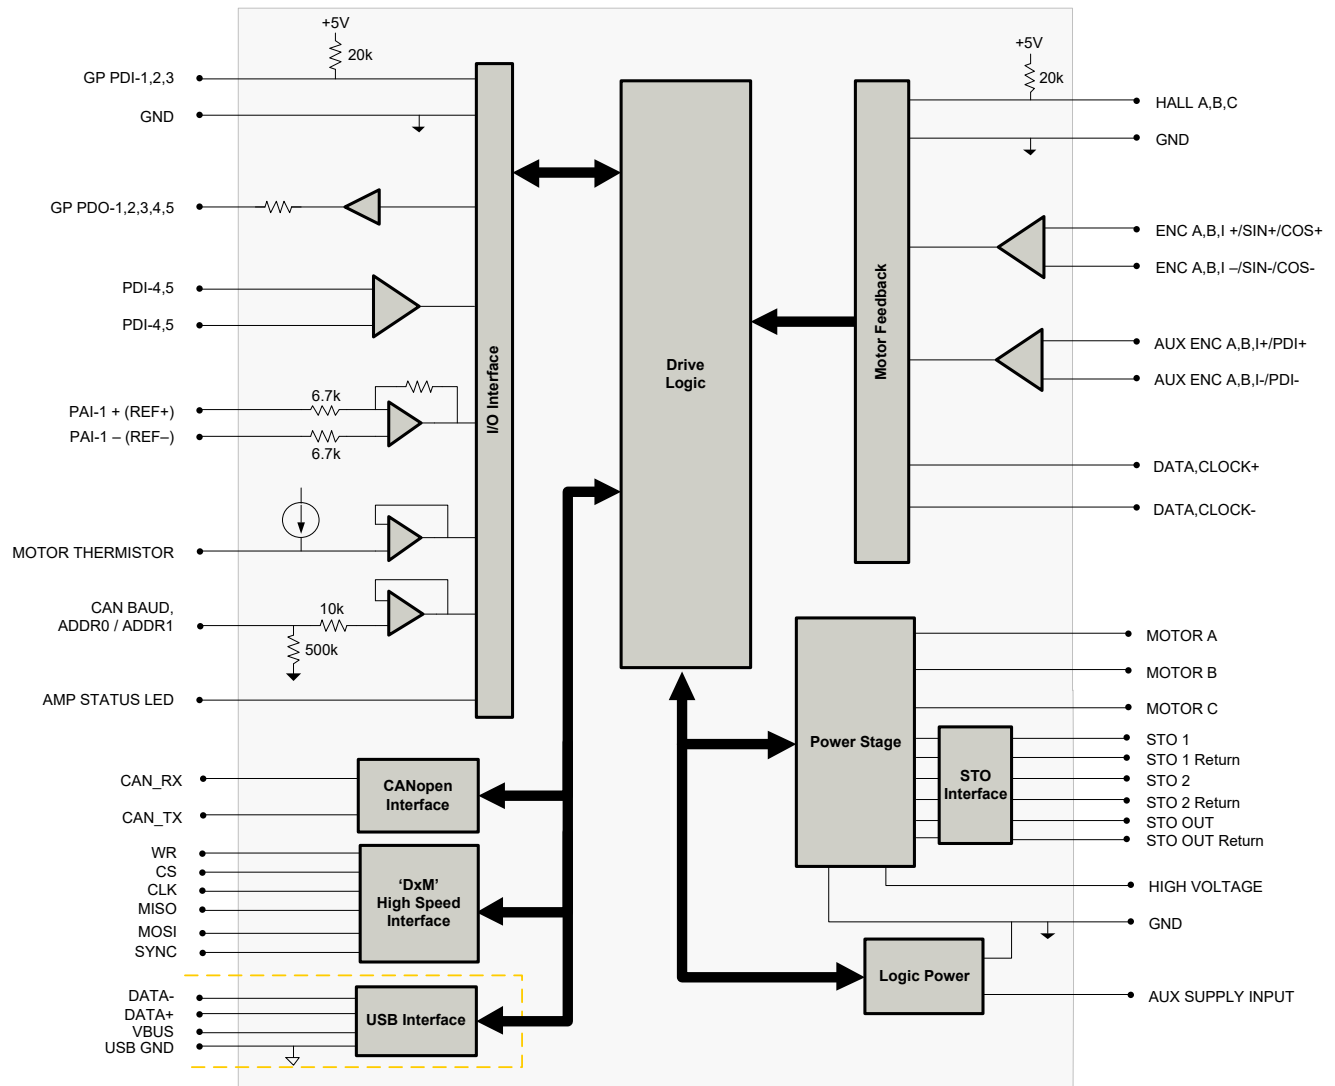 +5V
20k
GP PDI-1,2,3
GND
GP PDO-1,2,3,4,5
PDI-4,5
PDI-4,5
6.7k
PAI-1 + (REF+)
PAI-1 – (REF–)
6.7k
MOTOR THERMISTOR
CAN BAUD,
ADDR0 / ADDR1
10k
500k
AMP STATUS LED
I/O Interface
CAN_RX
CAN_TX
CANopen
Interface
WR
CS
CLK
MISO
MOSI
SYNC
‘DxM’
High Speed
Interface
DATA-
DATA+
VBUS
USB GND
USB Interface
Drive
Logic
Motor Feedback
+5V
20k
HALL A,B,C
GND
ENC A,B,I +/SIN+/COS+
ENC A,B,I –/SIN-/COS-
AUX ENC A,B,I+/PDI+
AUX ENC A,B,I-/PDI-
DATA,CLOCK+
DATA,CLOCK-
Power Stage
MOTOR A
MOTOR B
MOTOR C
STO
Interface
STO 1
STO 1 Return
STO 2
STO 2 Return
STO OUT
STO OUT Return
HIGH VOLTAGE
GND
Logic Power
AUX SUPPLY INPUT